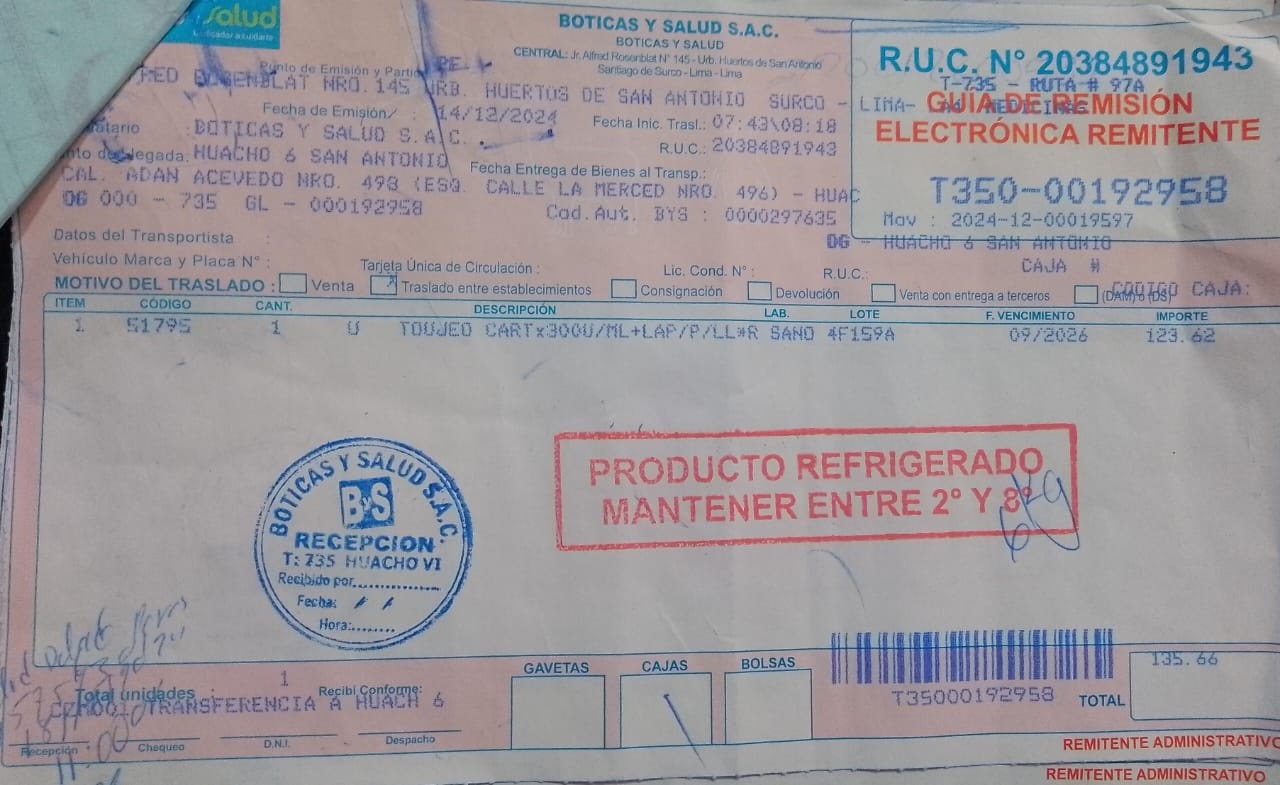 Salud
BOTICAS Y SALUD S.A.C.
BOTICAS Y SALUD
CENTRAL: Jr. Alfred Rosenblat N° 145 - Urb. Huertos de San Antonio
Santiago de Surco - Lima - Lima
R.U.C. N° 20384891943
T-735 - RUTA # 97A
GUÍA DE REMISIÓN
ELECTRÓNICA REMITENTE
T350-00192958
Mov : 2024-12-00019597
DG - HUACHO 6 SAN ANTONIO
CAJA #
CODIGO CAJA:
Punto de Emisión y Parti
NRO. 145 URB. HUERTOS DE SAN ANTONIO SURCO - LIMA-
Fecha de Emisión/ : 14/12/2024
Fecha Inic. Trasl.: 07:43\08:18
BOTICAS Y SALUD S.A.C.
R.U.C.: 20384891943
HUACHO 6 SAN ANTONIO
Fecha Entrega de Bienes al Transp.:
CAL. ADAN ACEVEDO NRO. 498 (ESQ. CALLE LA MERCED NRO. 496) - HUAC
OG 000 - 735 GL - 000192958
Cod.Aut. BYS : 0000297635
Datos del Transportista :
Vehículo Marca y Placa N° :
Tarjeta Única de Circulación :
Lic. Cond. N° :
R.U.C.:
MOTIVO DEL TRASLADO :
Venta
Traslado entre establecimientos
Consignación
Devolución
Venta con entrega a terceros
ITEM CÓDIGO CANT. DESCRIPCIÓN LAB. LOTE F. VENCIMIENTO IMPORTE
1 51795 1 U TOUJEO CARTx300U/ML+LAP/P/LL*R SANO 4F159A 09/2026 123.62
PRODUCTO REFRIGERADO
MANTENER ENTRE 2° Y 8°
BOTICAS Y SALUD S.A.C.
B&S
RECEPCION
T: 735 HUACHO VI
Recibido por
Fecha: / /
Hora:
GAVETAS
CAJAS
BOLSAS
T35000192958
TOTAL
135.66
Total unidades : 1
Recibi Conforme:
TRANSFERENCIA A HUACH 6
Recepción
Chequeo
D.N.I.
Despacho
REMITENTE ADMINISTRATIVO
REMITENTE ADMINISTRATIVO